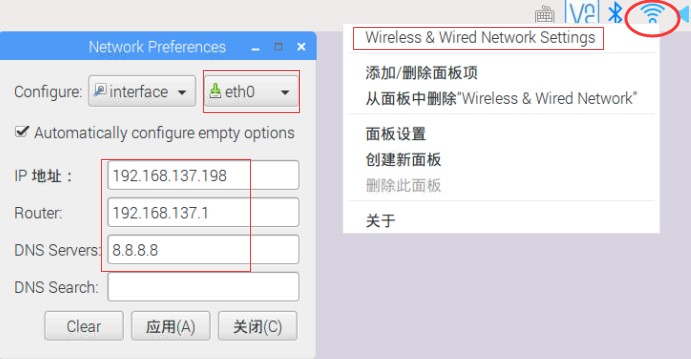 V2
Wireless & Wired Network Settings
添加/删除面板项
从面板中删除“Wireless & Wired Network”
面板设置
创建新面板
删除此面板
关于
Network Preferences
Configure: interface eth0
Automatically configure empty options
IP 地址： 192.168.137.198
Router: 192.168.137.1
DNS Servers: 8.8.8.8
DNS Search:
Clear 应用(A) 关闭(C)